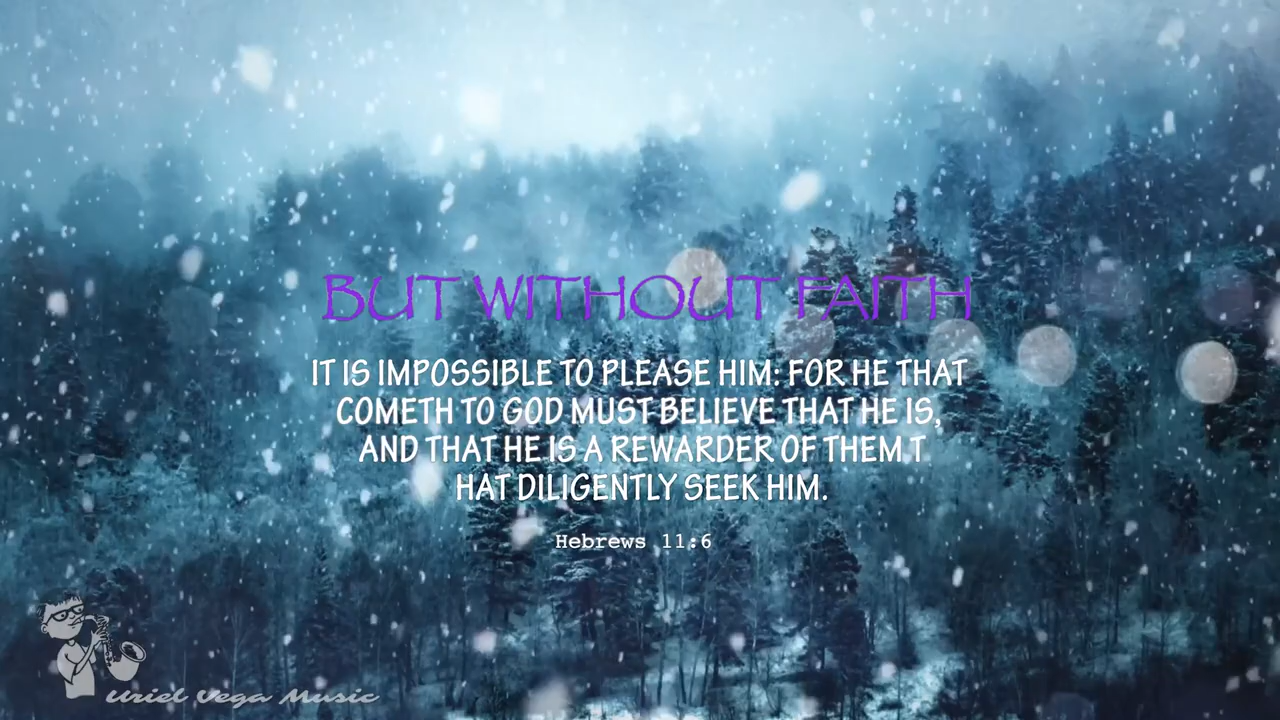 BUT WITHOUT FAITH
IT IS IMPOSSIBLE TO PLEASE HIM: FOR HE THAT
COMETH TO GOD MUST BELIEVE THAT HE IS,
AND THAT HE IS A REWARDER OF THEM T
HAT DILIGENTLY SEEK HIM.
Hebrews 11:6
Uriel Vega Music